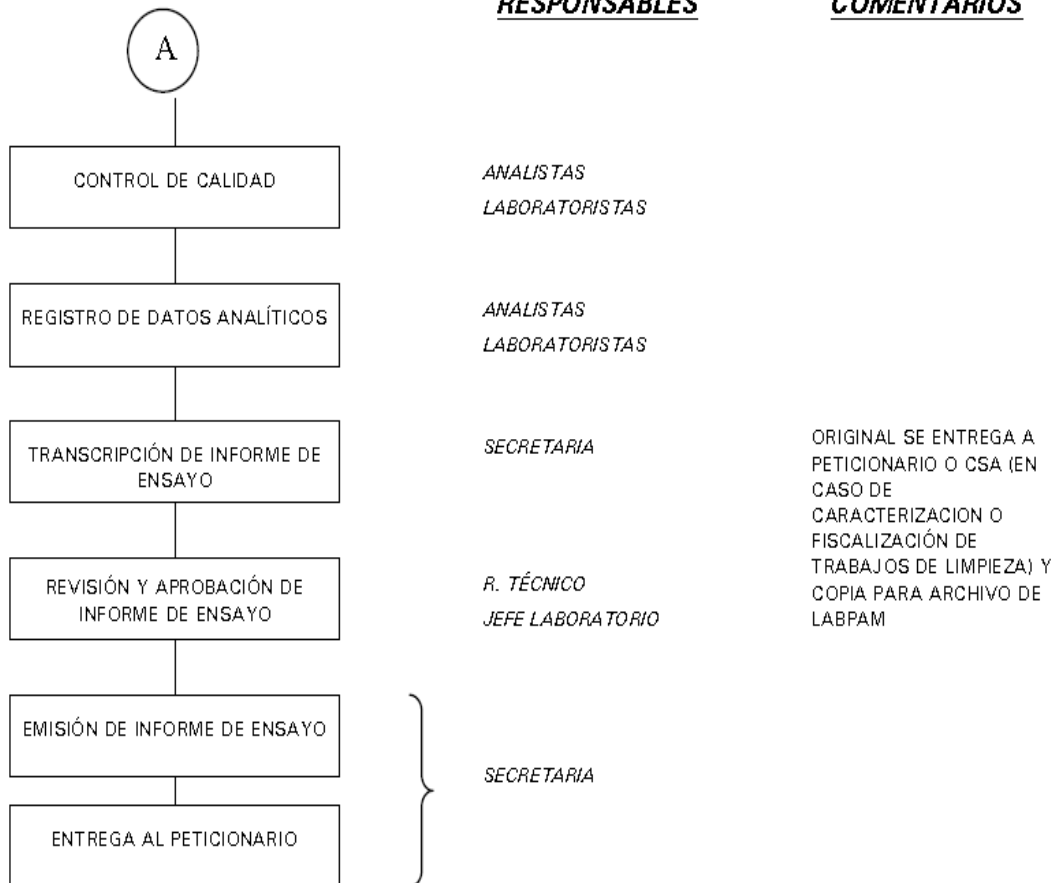 RESPONSABLES
COMENTARIOS
A
CONTROL DE CALIDAD
ANALISTAS
LABORATORISTAS
REGISTRO DE DATOS ANALÍTICOS
ANALISTAS
LABORATORISTAS
TRANSCRIPCIÓN DE INFORME DE
ENSAYO
SECRETARIA
ORIGINAL SE ENTREGA A
PETICIONARIO O CSA (EN
CASO DE
CARACTERIZACION O
FISCALIZACIÓN DE
TRABAJOS DE LIMPIEZA) Y
COPIA PARA ARCHIVO DE
LABPAM
REVISIÓN Y APROBACIÓN DE
INFORME DE ENSAYO
R. TÉCNICO
JEFE LABORATORIO
EMISIÓN DE INFORME DE ENSAYO
SECRETARIA
ENTREGA AL PETICIONARIO